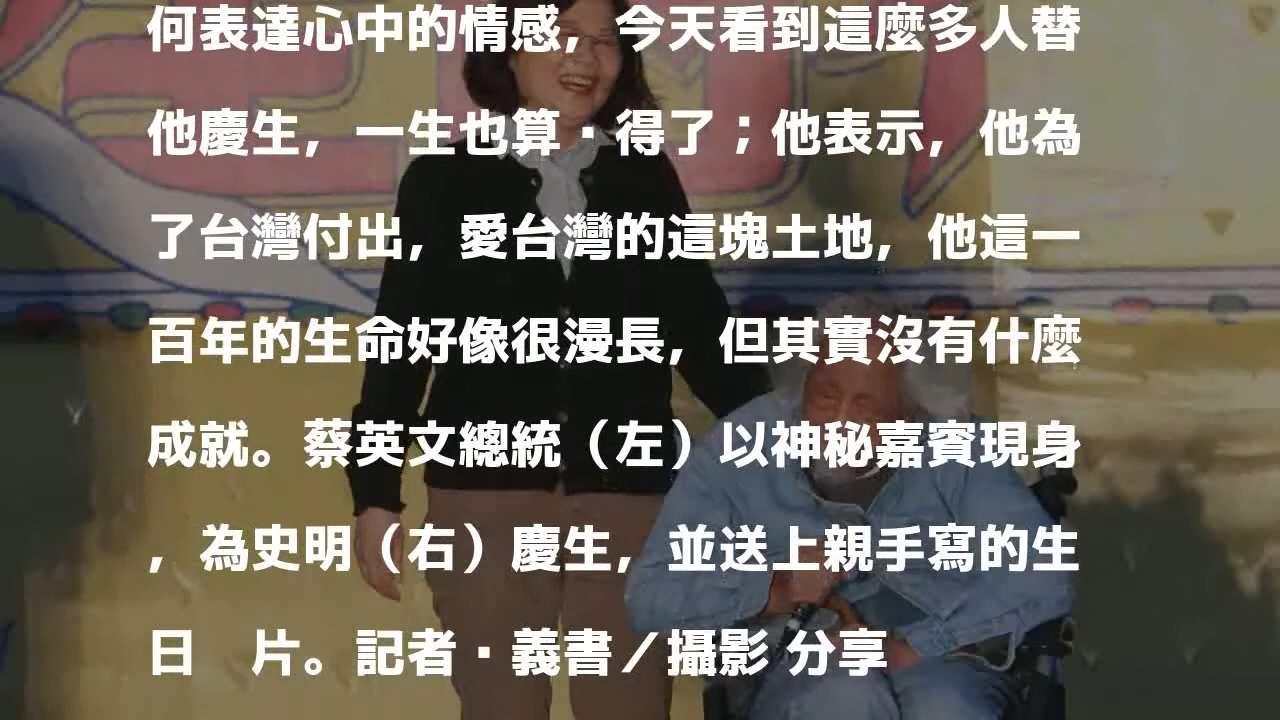 何表達心中的情感，今天看到這麼多人替
他慶生，一生也算▪得了；他表示，他為
了台灣付出，愛台灣的這塊土地，他這一
百年的生命好像很漫長，但其實沒有什麼
成就。蔡英文總統（左）以神秘嘉賓現身
，為史明（右）慶生，並送上親手寫的生
日　片。記者▪義書／攝影 分享